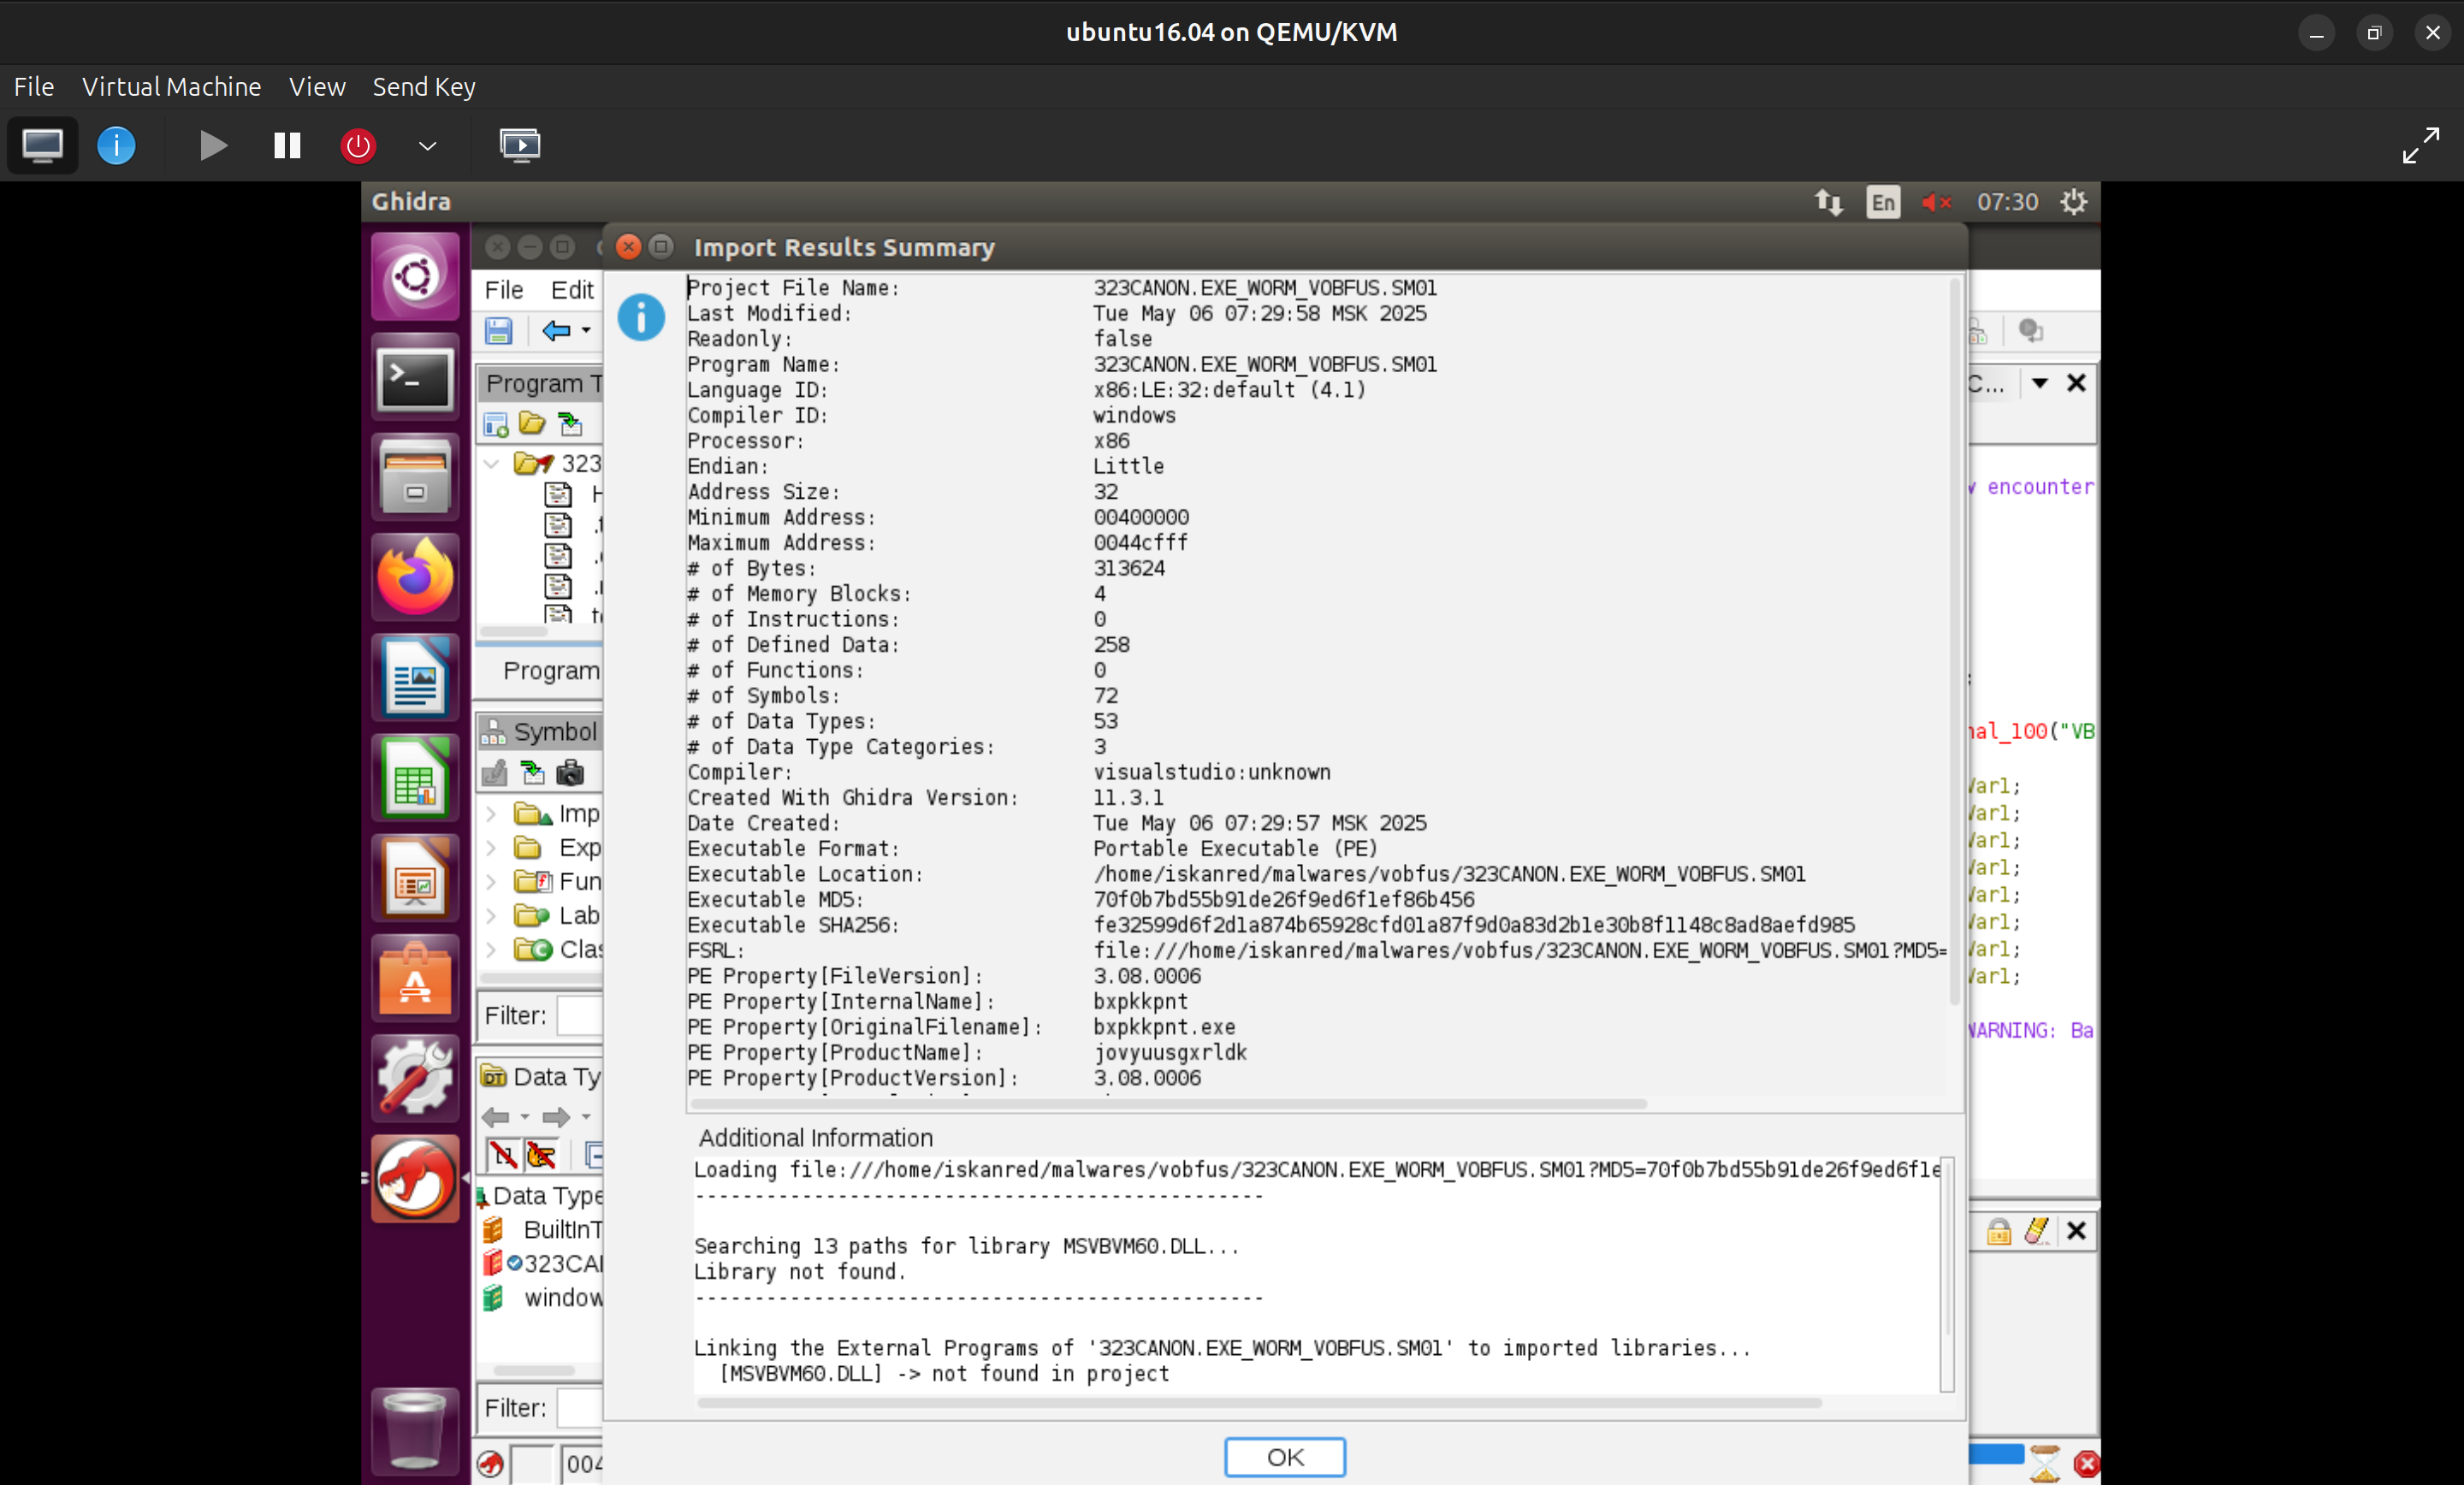 ubuntu16.04 on QEMU/KVM
File Virtual Machine View Send Key
Ghidra
En
07:30
Import Results Summary
File Edit
Program T
323
Program
Symbol
Imp
Exp
Fun
Lab
Clas
Filter:
Data Ty
Data Type
BuiltInT
323CAI
window
Filter:
004
Project File Name: 323CANON.EXE_WORM_VOBFUS.SM01
Last Modified: Tue May 06 07:29:58 MSK 2025
Readonly: false
Program Name: 323CANON.EXE_WORM_VOBFUS.SM01
Language ID: x86:LE:32:default (4.1)
Compiler ID: windows
Processor: x86
Endian: Little
Address Size: 32
Minimum Address: 00400000
Maximum Address: 0044cfff
# of Bytes: 313624
# of Memory Blocks: 4
# of Instructions: 0
# of Defined Data: 258
# of Functions: 0
# of Symbols: 72
# of Data Types: 53
# of Data Type Categories: 3
Compiler: visualstudio:unknown
Created With Ghidra Version: 11.3.1
Date Created: Tue May 06 07:29:57 MSK 2025
Executable Format: Portable Executable (PE)
Executable Location: /home/iskanred/malwares/vobfus/323CANON.EXE_WORM_VOBFUS.SM01
Executable MD5: 70f0b7bd55b91de26f9ed6f1ef86b456
Executable SHA256: fe32599d6f2d1a874b65928cfd01a87f9d0a83d2b1e30b8f1148c8ad8aefd985
FSRL: file:///home/iskanred/malwares/vobfus/323CANON.EXE_WORM_VOBFUS.SM01?MD5=
PE Property[FileVersion]: 3.08.0006
PE Property[InternalName]: bxpkkpnt
PE Property[OriginalFilename]: bxpkkpnt.exe
PE Property[ProductName]: jovyuusgxrldk
PE Property[ProductVersion]: 3.08.0006
Additional Information
Loading file:///home/iskanred/malwares/vobfus/323CANON.EXE_WORM_VOBFUS.SM01?MD5=70f0b7bd55b91de26f9ed6f1e
------------------------------------------------
Searching 13 paths for library MSVBVM60.DLL...
Library not found.
------------------------------------------------
Linking the External Programs of '323CANON.EXE_WORM_VOBFUS.SM01' to imported libraries...
[MSVBVM60.DLL] -> not found in project
OK
C...
encounter
nal_100("VB
Var1;
Var1;
Var1;
Var1;
Var1;
Var1;
Var1;
Var1;
WARNING: Ba